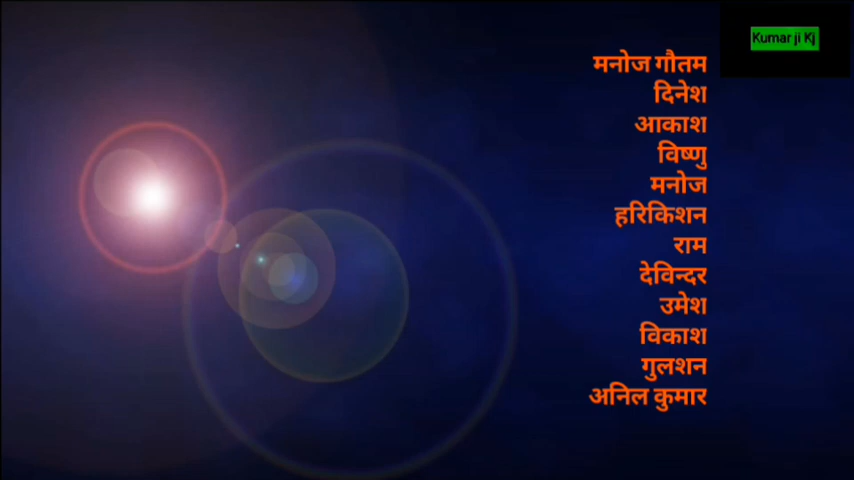 Kumar ji Kj
मनोज गौतम
दिनेश
आकाश
विष्णु
मनोज
हरिकिशन
राम
देविन्दर
उमेश
विकाश
गुलशन
अनिल कुमार